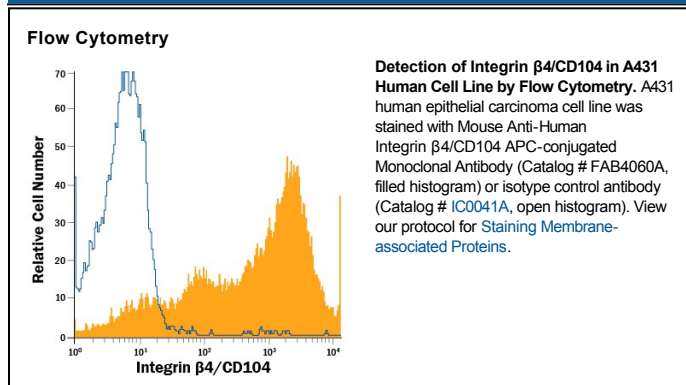 Flow Cytometry
70
60
50
40
30
20
10
0
Relative Cell Number
10⁰
10¹
10²
10³
10⁴
Integrin β4/CD104
Detection of Integrin β4/CD104 in A431
Human Cell Line by Flow Cytometry. A431
human epithelial carcinoma cell line was
stained with Mouse Anti-Human
Integrin β4/CD104 APC-conjugated
Monoclonal Antibody (Catalog # FAB4060A,
filled histogram) or isotype control antibody
(Catalog # IC0041A, open histogram). View
our protocol for Staining Membrane-
associated Proteins.